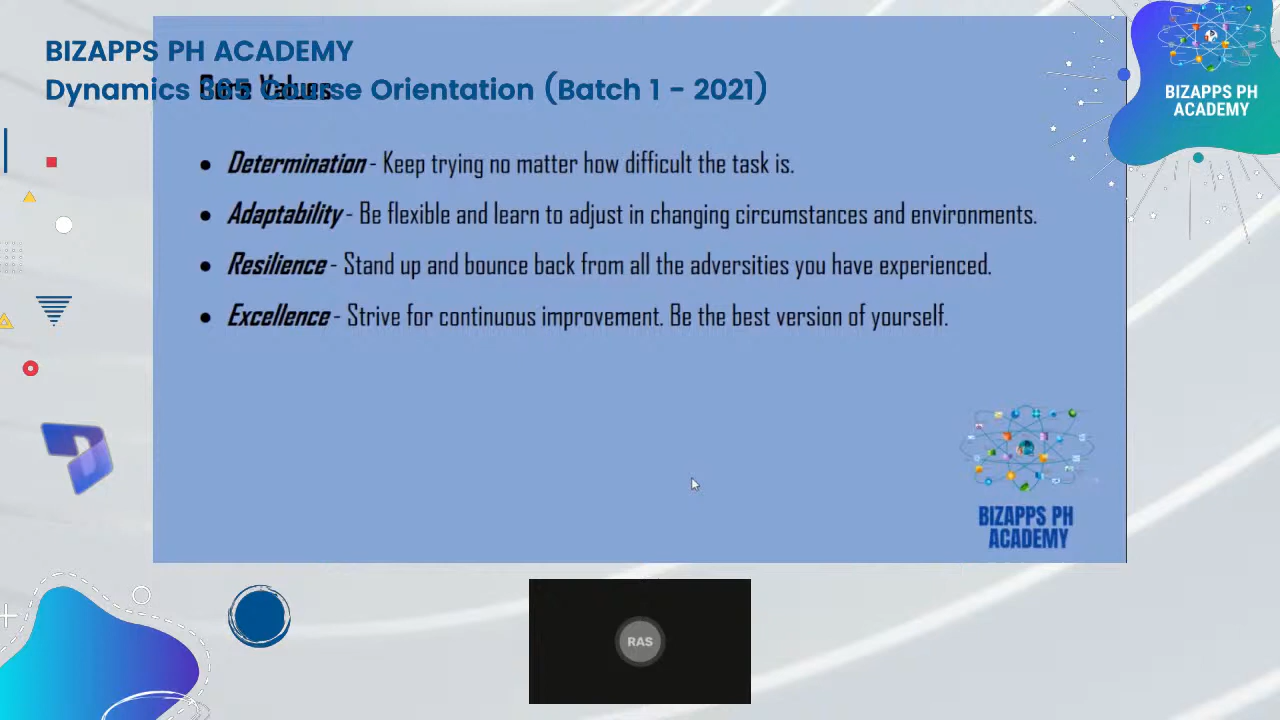 BIZAPPS PH ACADEMY
Dynamics 365 Course Orientation (Batch 1 - 2021)
Core Values
• Determination - Keep trying no matter how difficult the task is.
• Adaptability - Be flexible and learn to adjust in changing circumstances and environments.
• Resilience - Stand up and bounce back from all the adversities you have experienced.
• Excellence - Strive for continuous improvement. Be the best version of yourself.
BIZAPPS PH
ACADEMY
BIZAPPS PH
ACADEMY
RAS